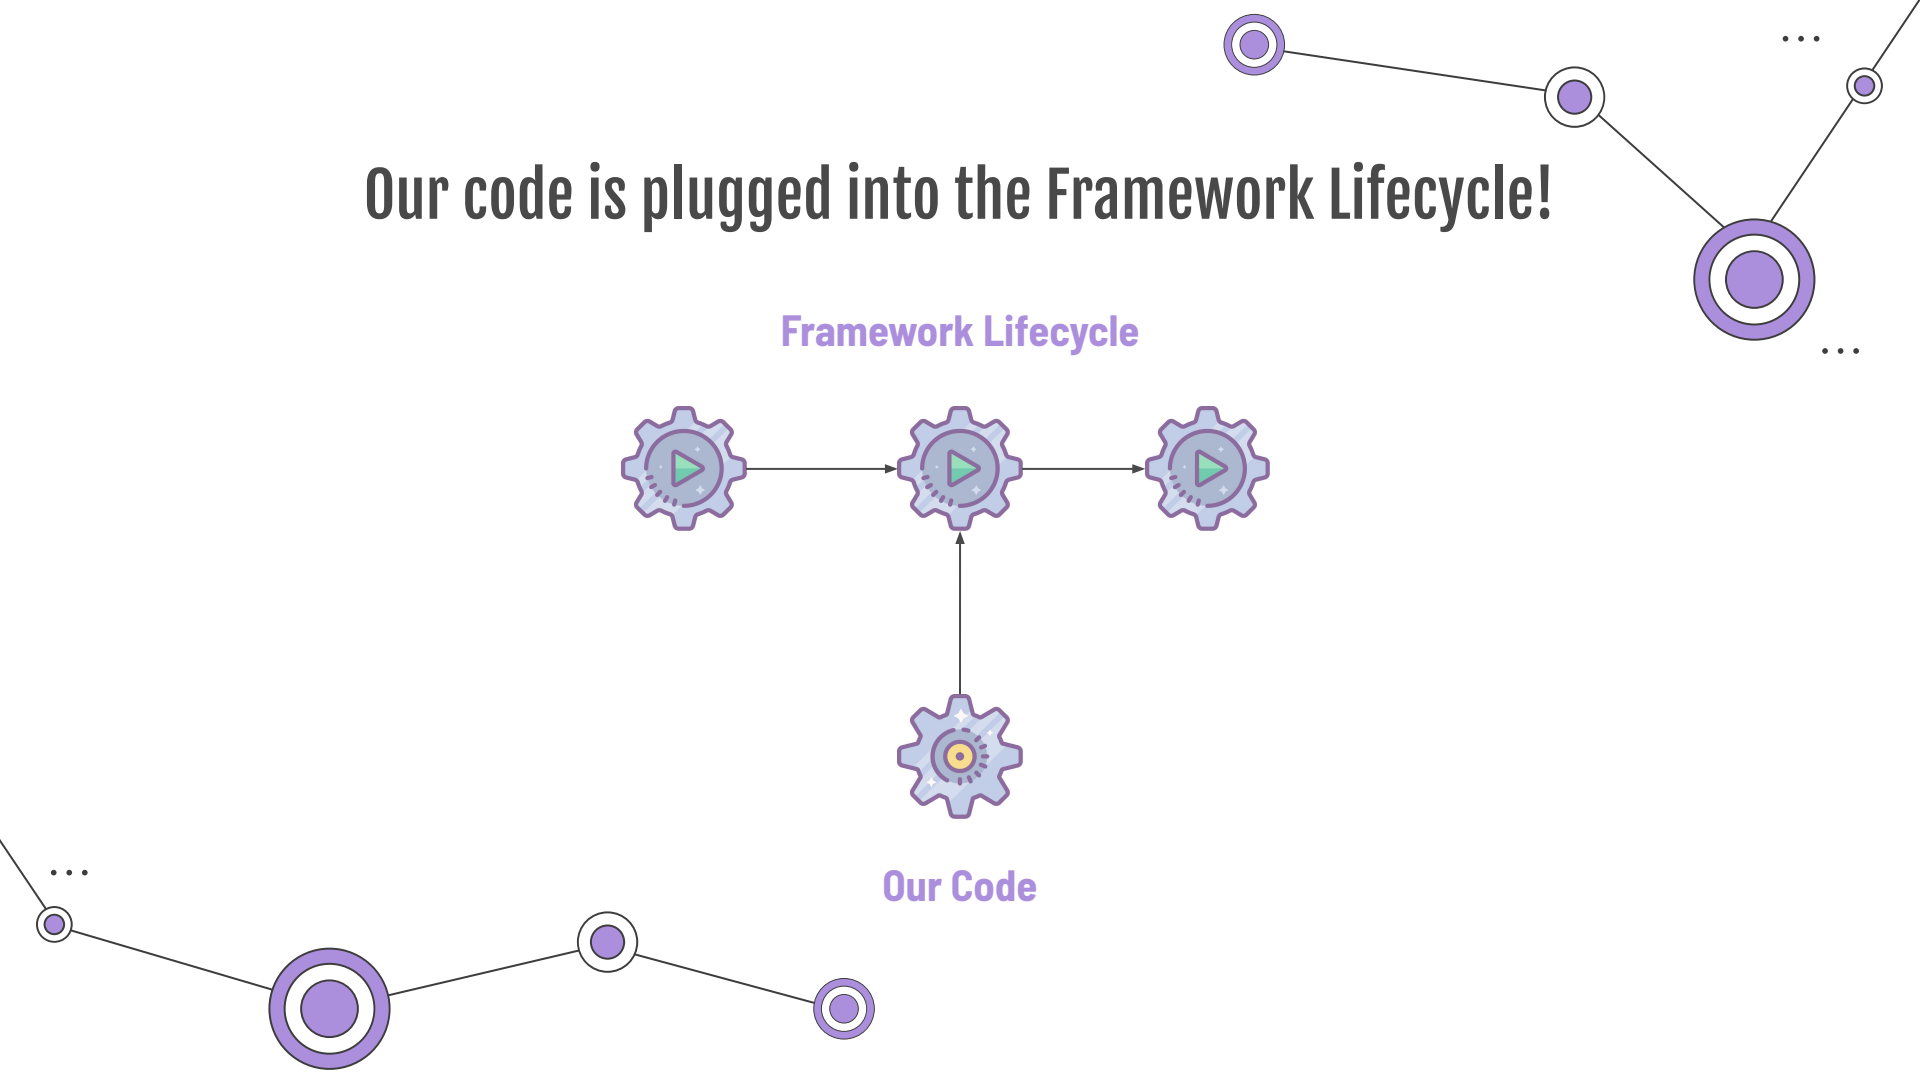 Our code is plugged into the Framework Lifecycle!
Framework Lifecycle
Our Code